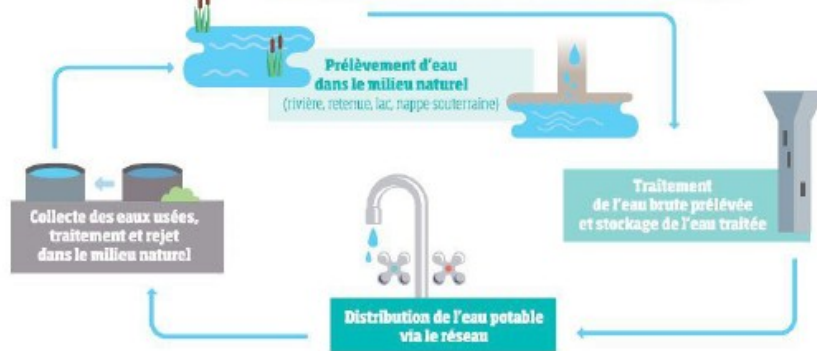 Prélèvement d'eau
dans le milieu naturel
(rivière, retenue, lac, nappe souterraine)
Traitement
de l'eau brute prélevée
et stockage de l'eau traitée
Distribution de l'eau potable
via le réseau
Collecte des eaux usées,
traitement et rejet
dans le milieu naturel